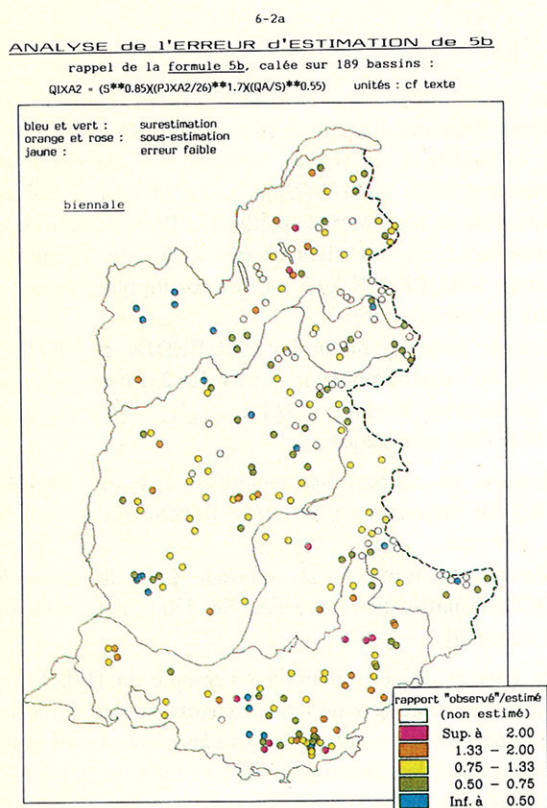 6-2a
ANALYSE de l'ERREUR d'ESTIMATION de 5b
rappel de la formule 5b, calée sur 189 bassins :
QIXA2 = (S**0.85)X((PJXA2/26)**1.7)X((QA/S)**0.55) unités : cf texte
bleu et vert : surestimation
orange et rose : sous-estimation
jaune : erreur faible
biennale
rapport "observé"/estimé
(non estimé)
Sup. à 2.00
1.33 - 2.00
0.75 - 1.33
0.50 - 0.75
Inf. à 0.50